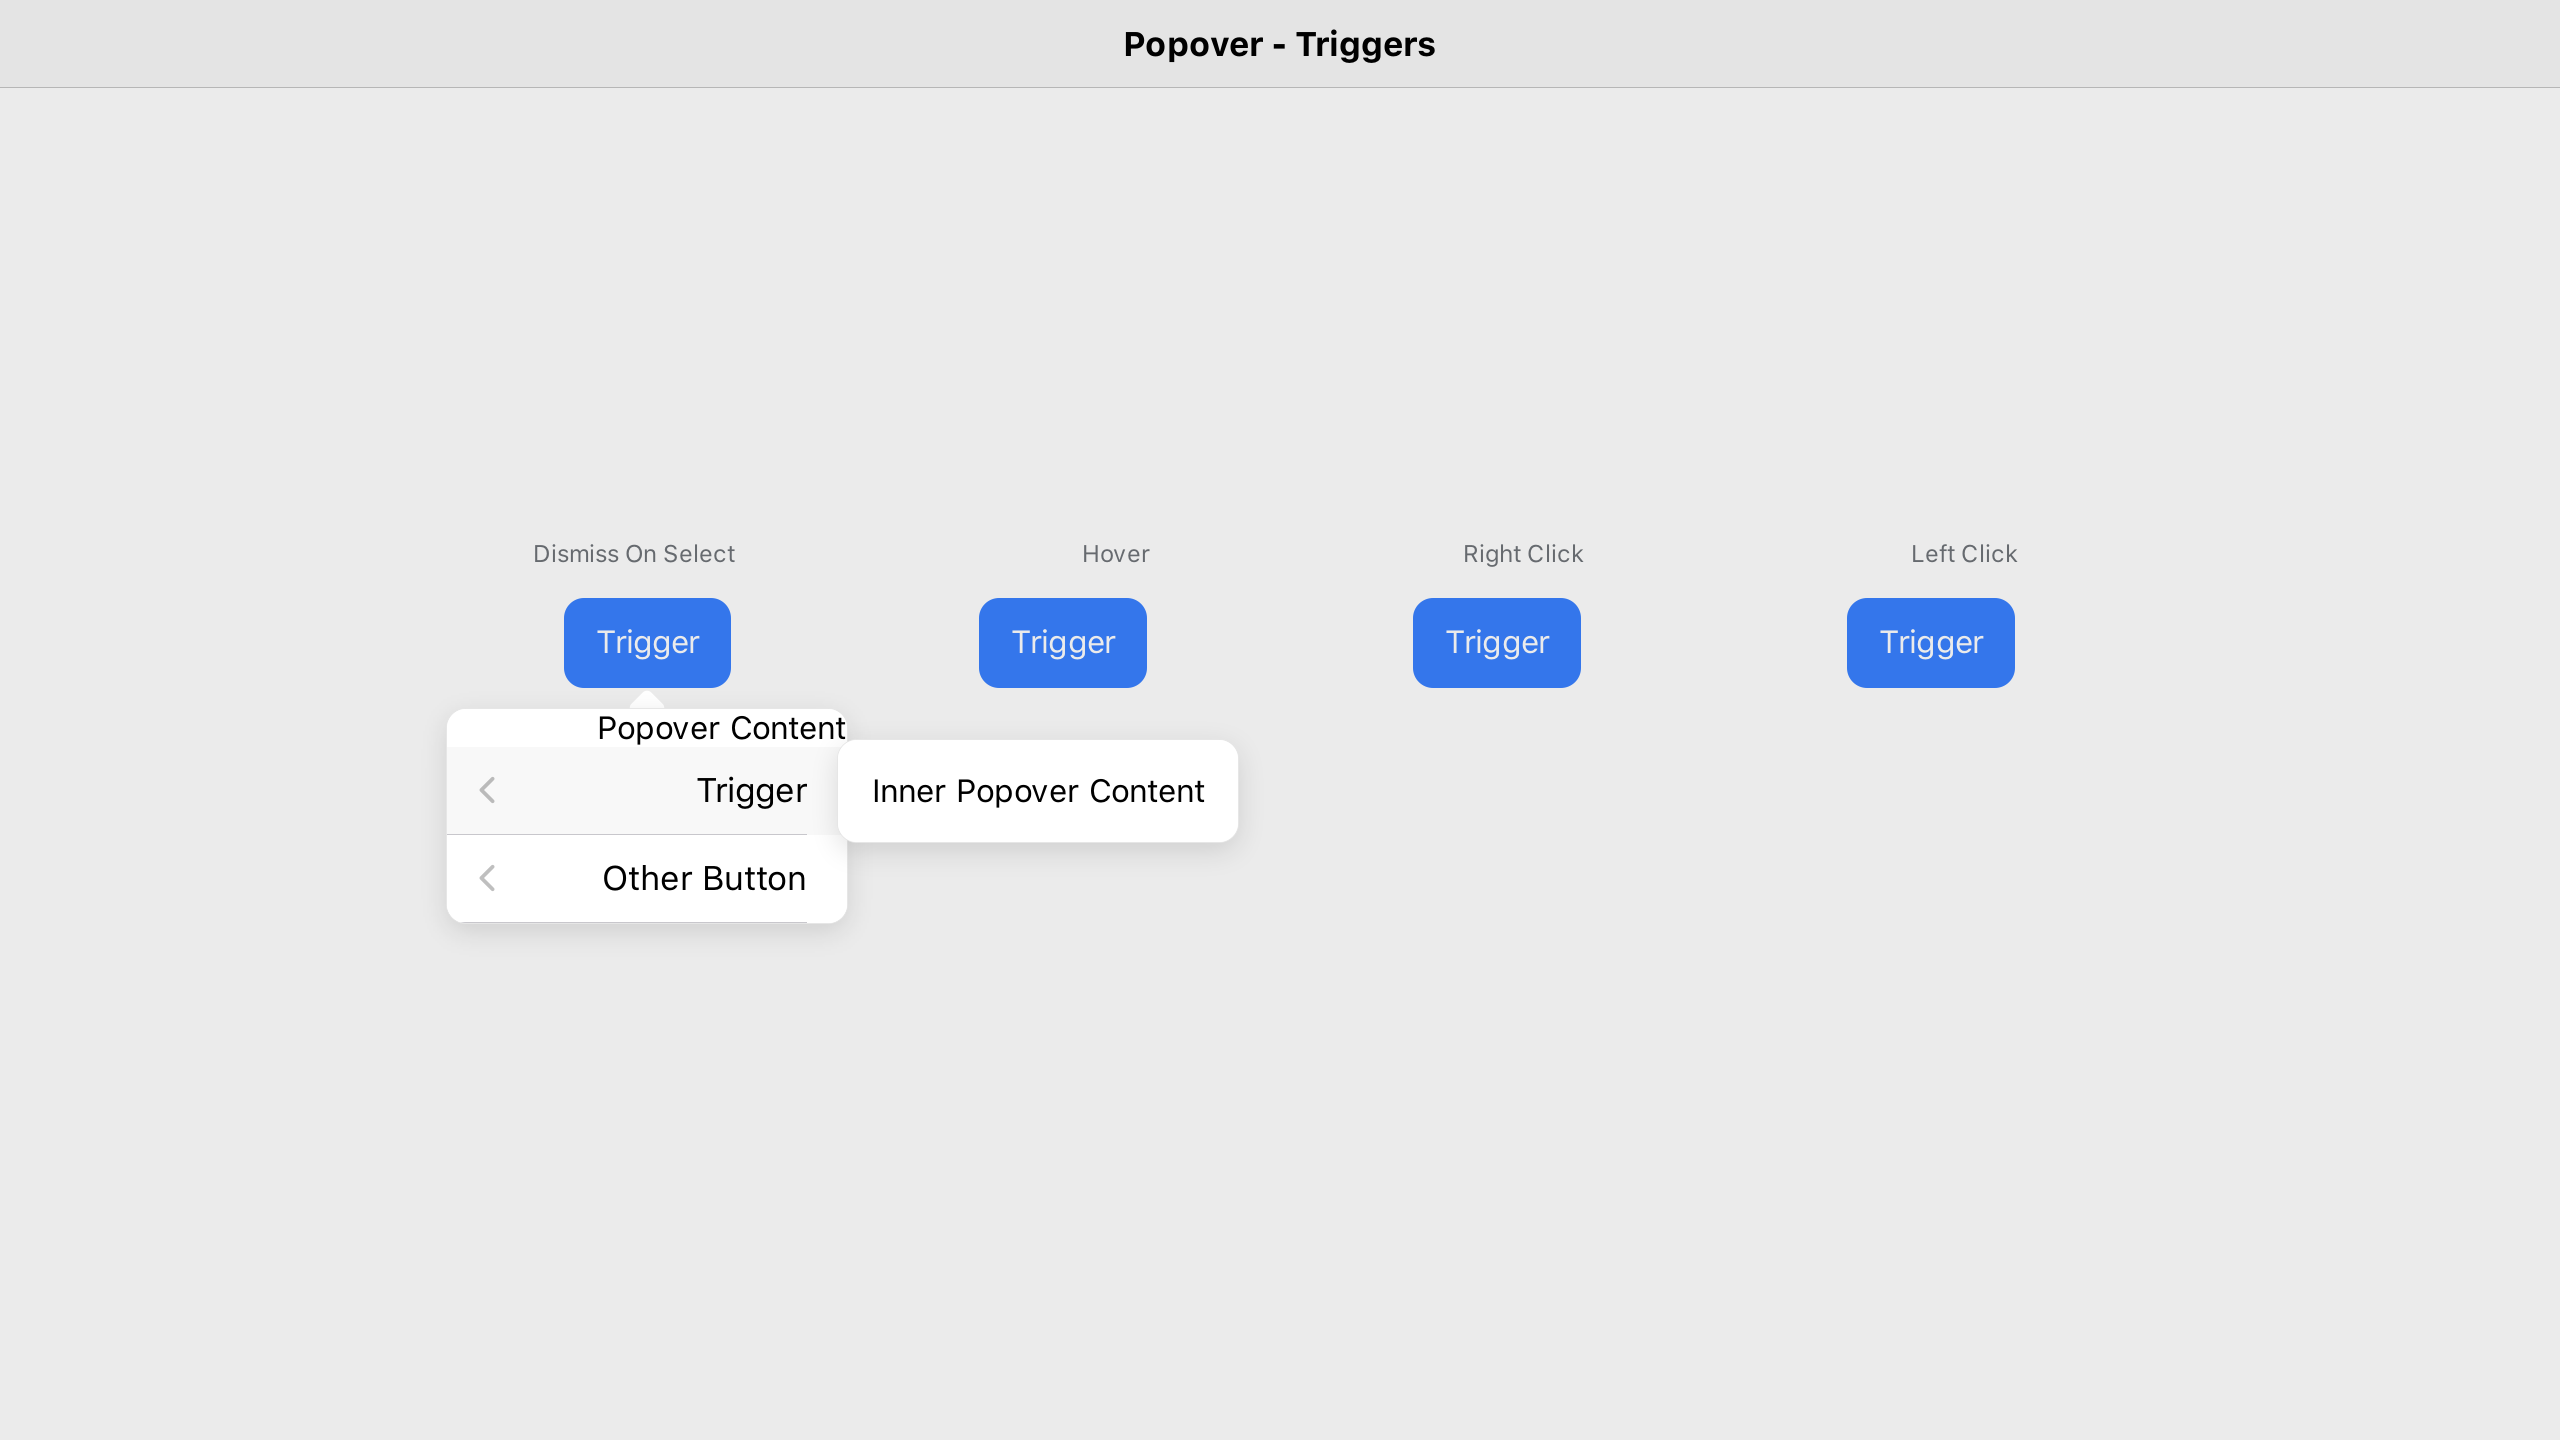 Popover - Triggers
Dismiss On Select
Hover
Right Click
Left Click
Trigger
Trigger
Trigger
Trigger
Popover Content
Trigger
Inner Popover Content
Other Button